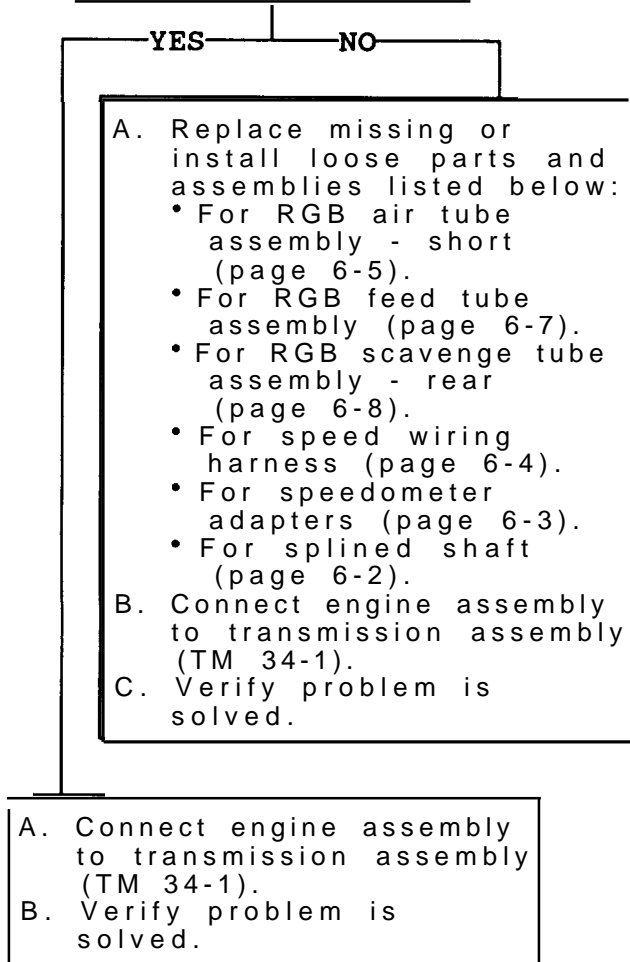 YES NO
A. Replace missing or
install loose parts and
assemblies listed below:
• For RGB air tube
assembly - short
(page 6-5).
• For RGB feed tube
assembly (page 6-7).
• For RGB scavenge tube
assembly - rear
(page 6-8).
• For speed wiring
harness (page 6-4).
• For speedometer
adapters (page 6-3).
• For splined shaft
(page 6-2).
B. Connect engine assembly
to transmission assembly
(TM 34-1).
C. Verify problem is
solved.
A. Connect engine assembly
to transmission assembly
(TM 34-1).
B. Verify problem is
solved.